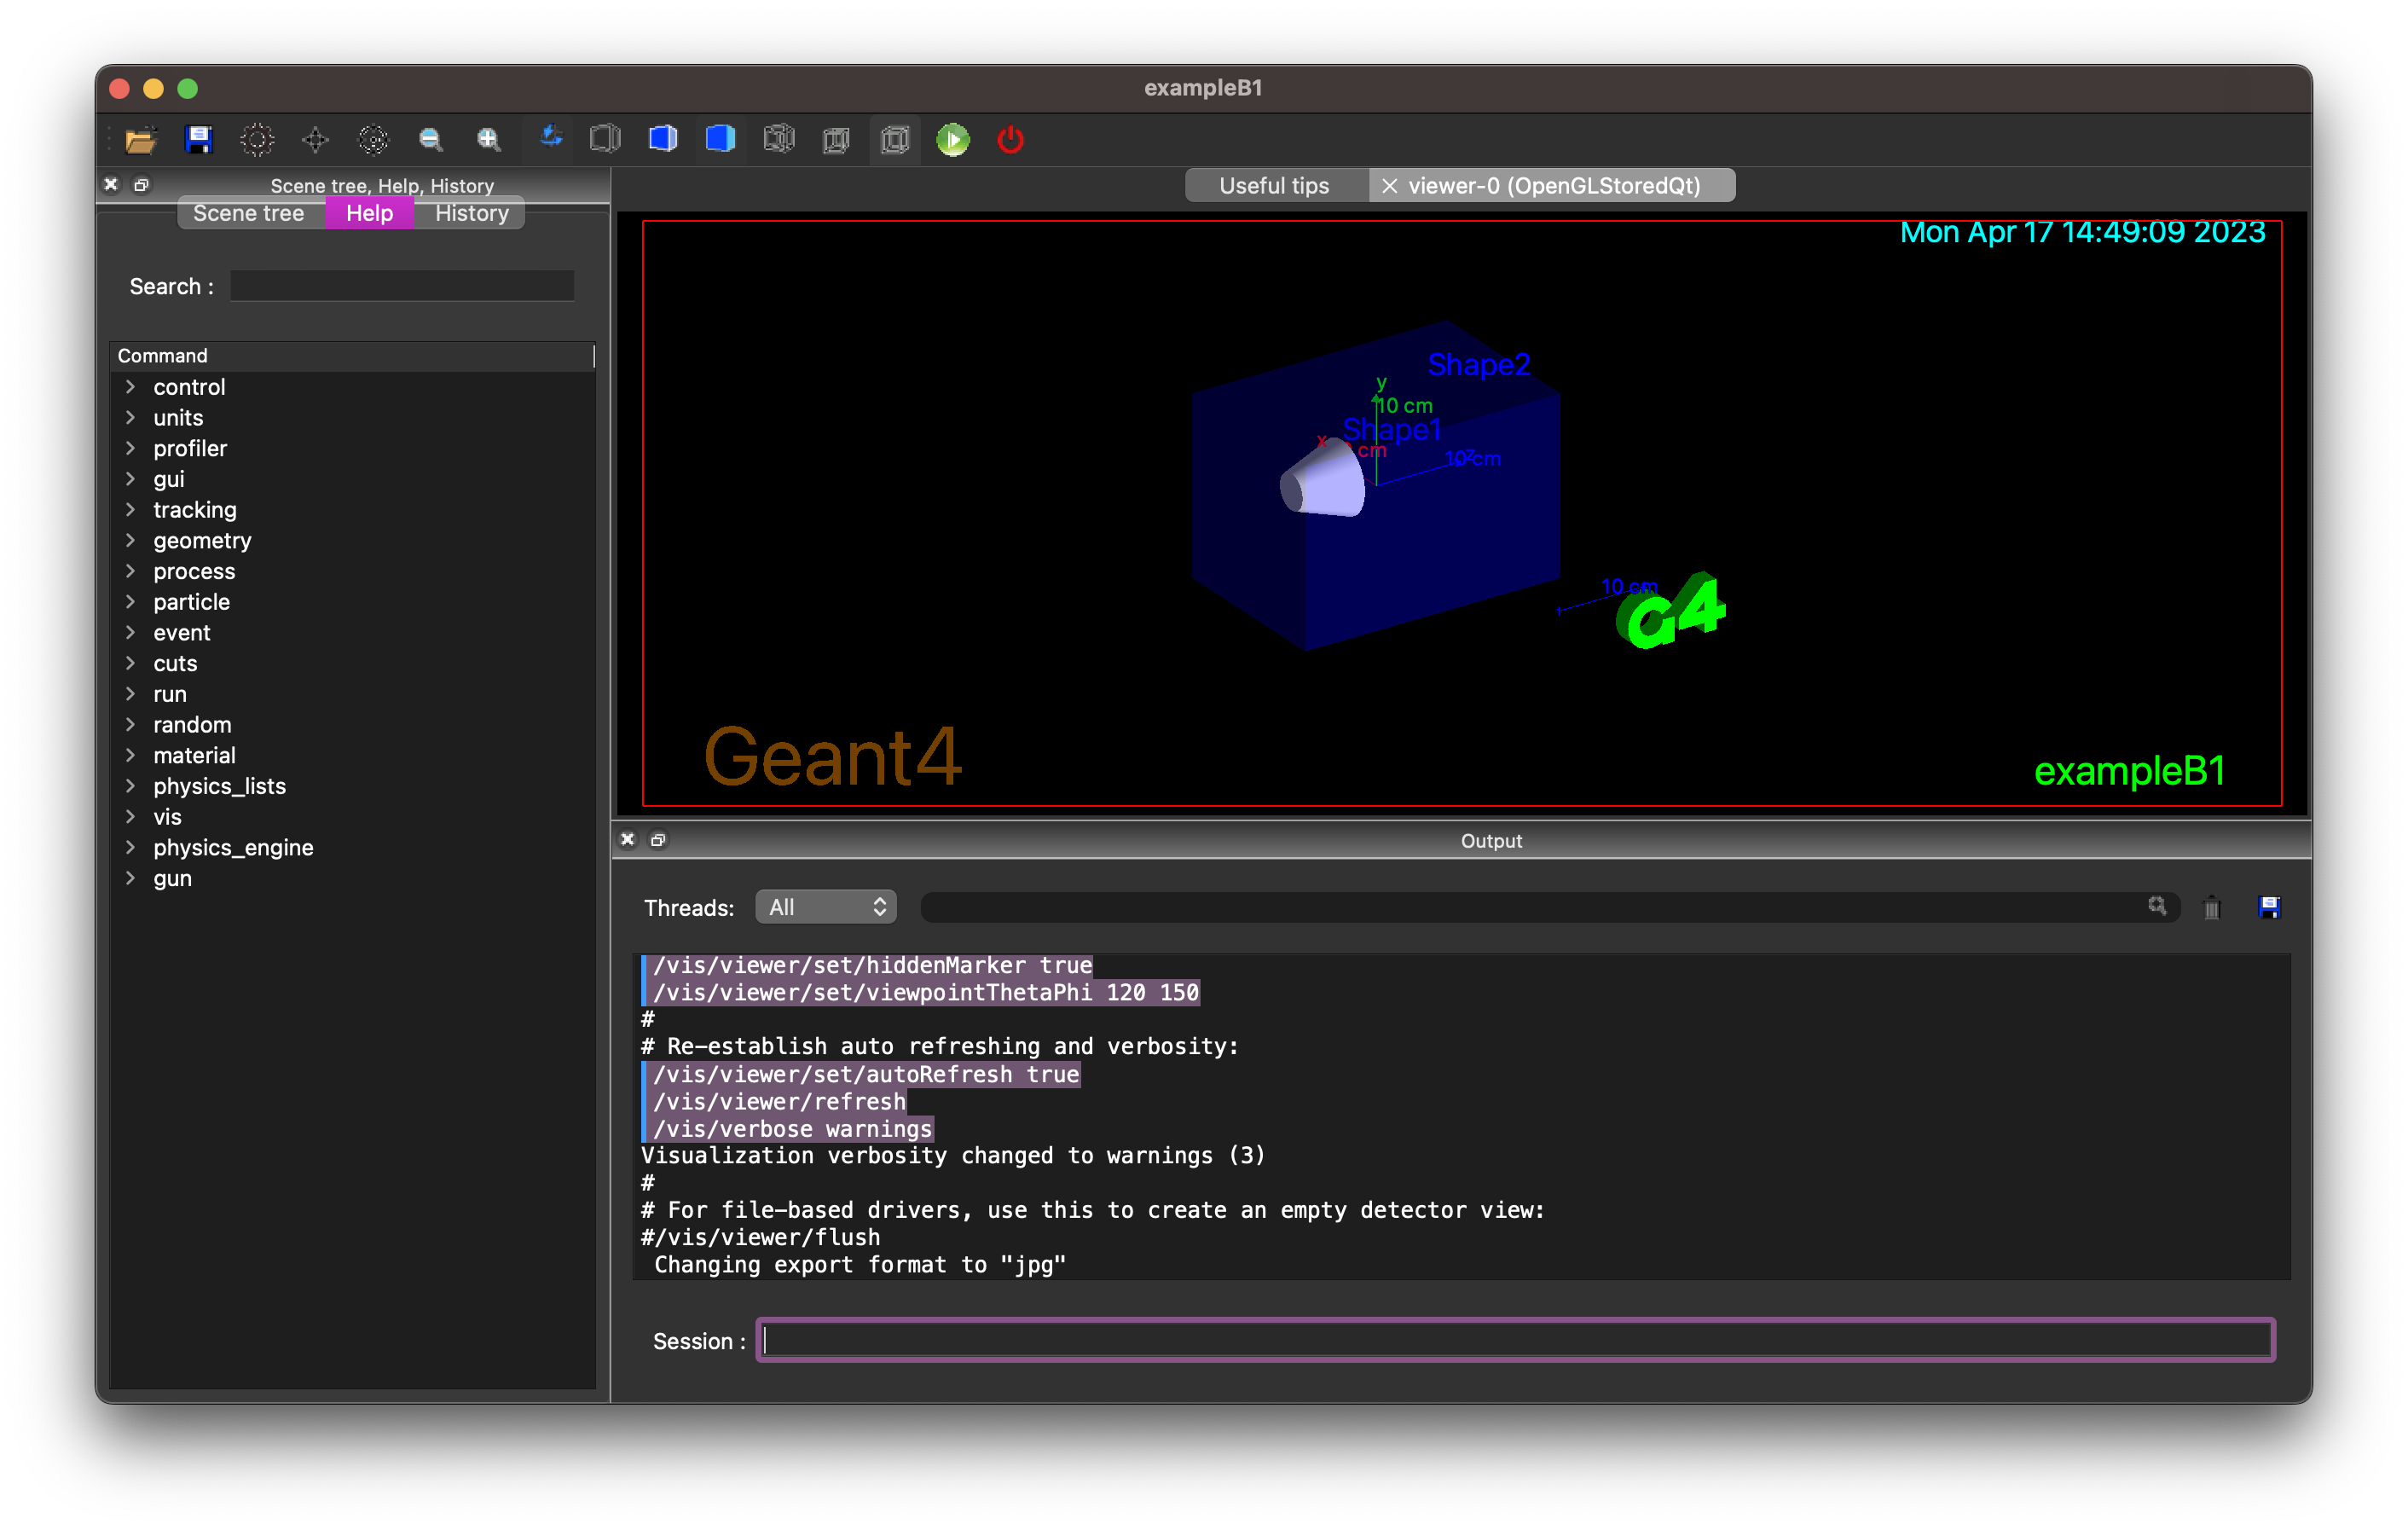 exampleB1
Scene tree, Help, History
Scene tree
Help
History
Search :
Command
control
units
profiler
gui
tracking
geometry
process
particle
event
cuts
run
random
material
physics_lists
vis
physics_engine
gun
Useful tips
viewer-0 (OpenGLStoredQt)
Mon Apr 17 14:49:09 2023
Shape2
y
10 cm
Shape1
x
cm
10 cm
z
10 cm
G4
Geant4
exampleB1
Output
Threads:
All
/vis/viewer/set/hiddenMarker true
/vis/viewer/set/viewpointThetaPhi 120 150
#
# Re-establish auto refreshing and verbosity:
/vis/viewer/set/autoRefresh true
/vis/viewer/refresh
/vis/verbose warnings
Visualization verbosity changed to warnings (3)
#
# For file-based drivers, use this to create an empty detector view:
#/vis/viewer/flush
Changing export format to "jpg"
Session :